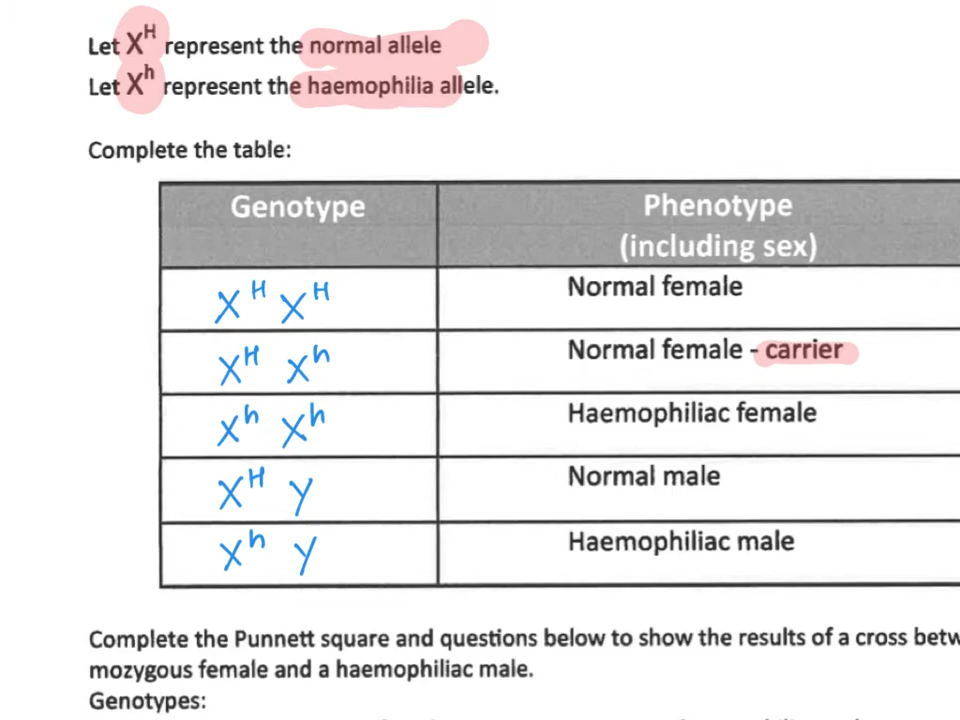 Let X^H represent the normal allele
Let X^h represent the haemophilia allele.
Complete the table:
Genotype Phenotype
(including sex)
X^H X^H Normal female
X^H X^h Normal female - carrier
X^h X^h Haemophiliac female
X^H Y Normal male
X^h Y Haemophiliac male
Complete the Punnett square and questions below to show the results of a cross betw
mozygous female and a haemophiliac male.
Genotypes: